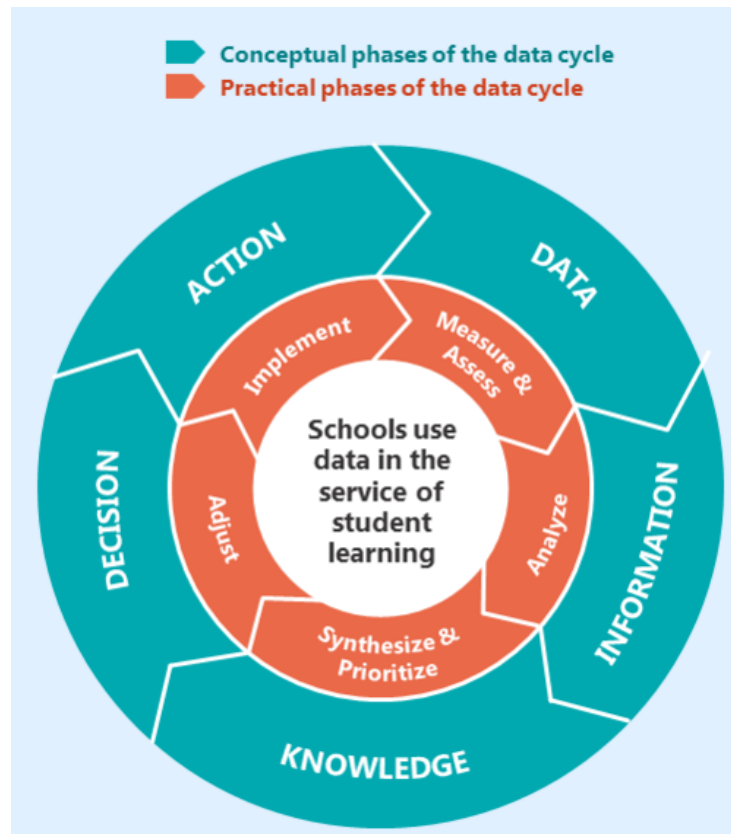 Conceptual phases of the data cycle
Practical phases of the data cycle
ACTION
DATA
Implement
Measure &
Assess
Schools use
data in the
service of
student
learning
DECISION
Adjust
Analyze
INFORMATION
Synthesize &
Prioritize
KNOWLEDGE